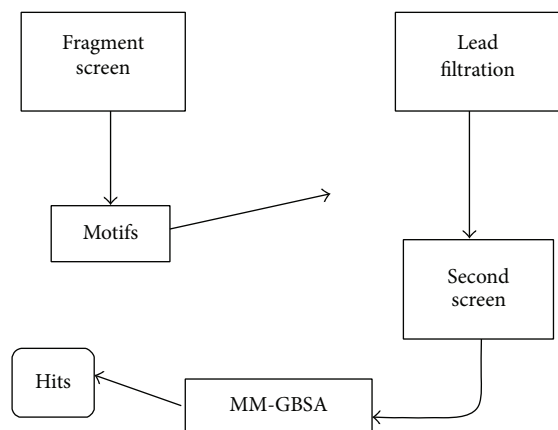 Fragment
screen
Lead
filtration
Motifs
Second
screen
Hits
MM-GBSA